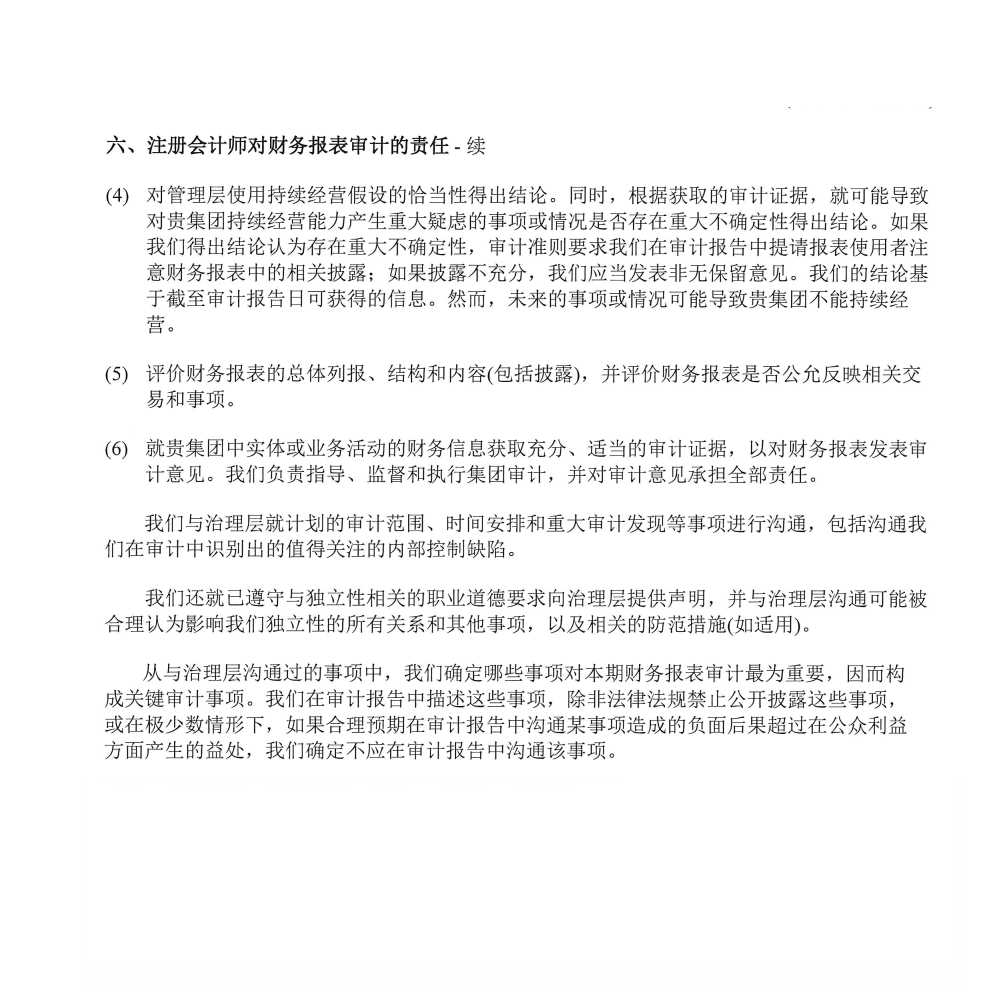 六、注册会计师对财务报表审计的责任 - 续
(4) 对管理层使用持续经营假设的恰当性得出结论。同时，根据获取的审计证据，就可能导致
对贵集团持续经营能力产生重大疑虑的事项或情况是否存在重大不确定性得出结论。如果
我们得出结论认为存在重大不确定性，审计准则要求我们在审计报告中提请报表使用者注
意财务报表中的相关披露；如果披露不充分，我们应当发表非无保留意见。我们的结论基
于截至审计报告日可获得的信息。然而，未来的事项或情况可能导致贵集团不能持续经
营。
(5) 评价财务报表的总体列报、结构和内容(包括披露)，并评价财务报表是否公允反映相关交
易和事项。
(6) 就贵集团中实体或业务活动的财务信息获取充分、适当的审计证据，以对财务报表发表审
计意见。我们负责指导、监督和执行集团审计，并对审计意见承担全部责任。
我们与治理层就计划的审计范围、时间安排和重大审计发现等事项进行沟通，包括沟通我
们在审计中识别出的值得关注的内部控制缺陷。
我们还就已遵守与独立性相关的职业道德要求向治理层提供声明，并与治理层沟通可能被
合理认为影响我们独立性的所有关系和其他事项，以及相关的防范措施(如适用)。
从与治理层沟通过的事项中，我们确定哪些事项对本期财务报表审计最为重要，因而构
成关键审计事项。我们在审计报告中描述这些事项，除非法律法规禁止公开披露这些事项，
或在极少数情形下，如果合理预期在审计报告中沟通某事项造成的负面后果超过在公众利益
方面产生的益处，我们确定不应在审计报告中沟通该事项。